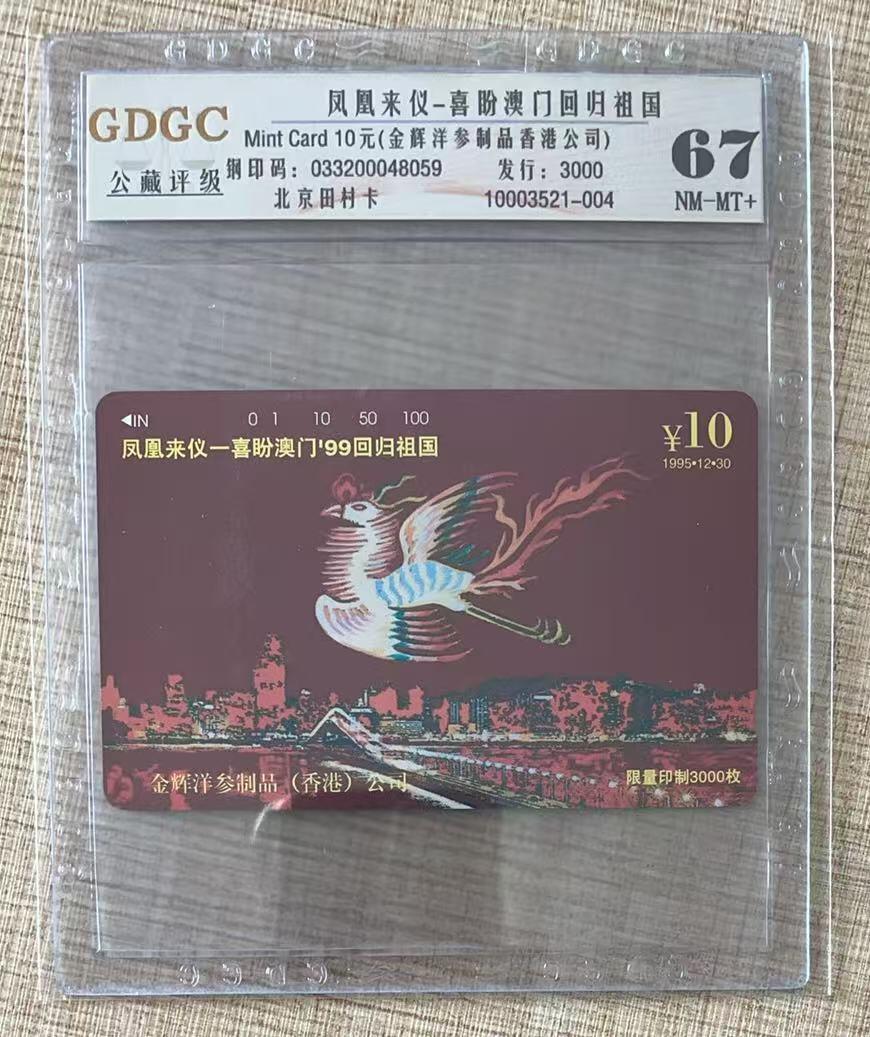 GDGC GDGC
GDGC
公藏评级
凤凰来仪-喜盼澳门回归祖国
Mint Card 10元(金辉洋参制品香港公司)
钢印码：033200048059 发行：3000
北京田村卡 10003521-004
67
NM-MT+
◀IN 0 1 10 50 100
凤凰来仪一喜盼澳门'99回归祖国
¥10
1995•12•30
金辉洋参制品（香港）公司
限量印制3000枚